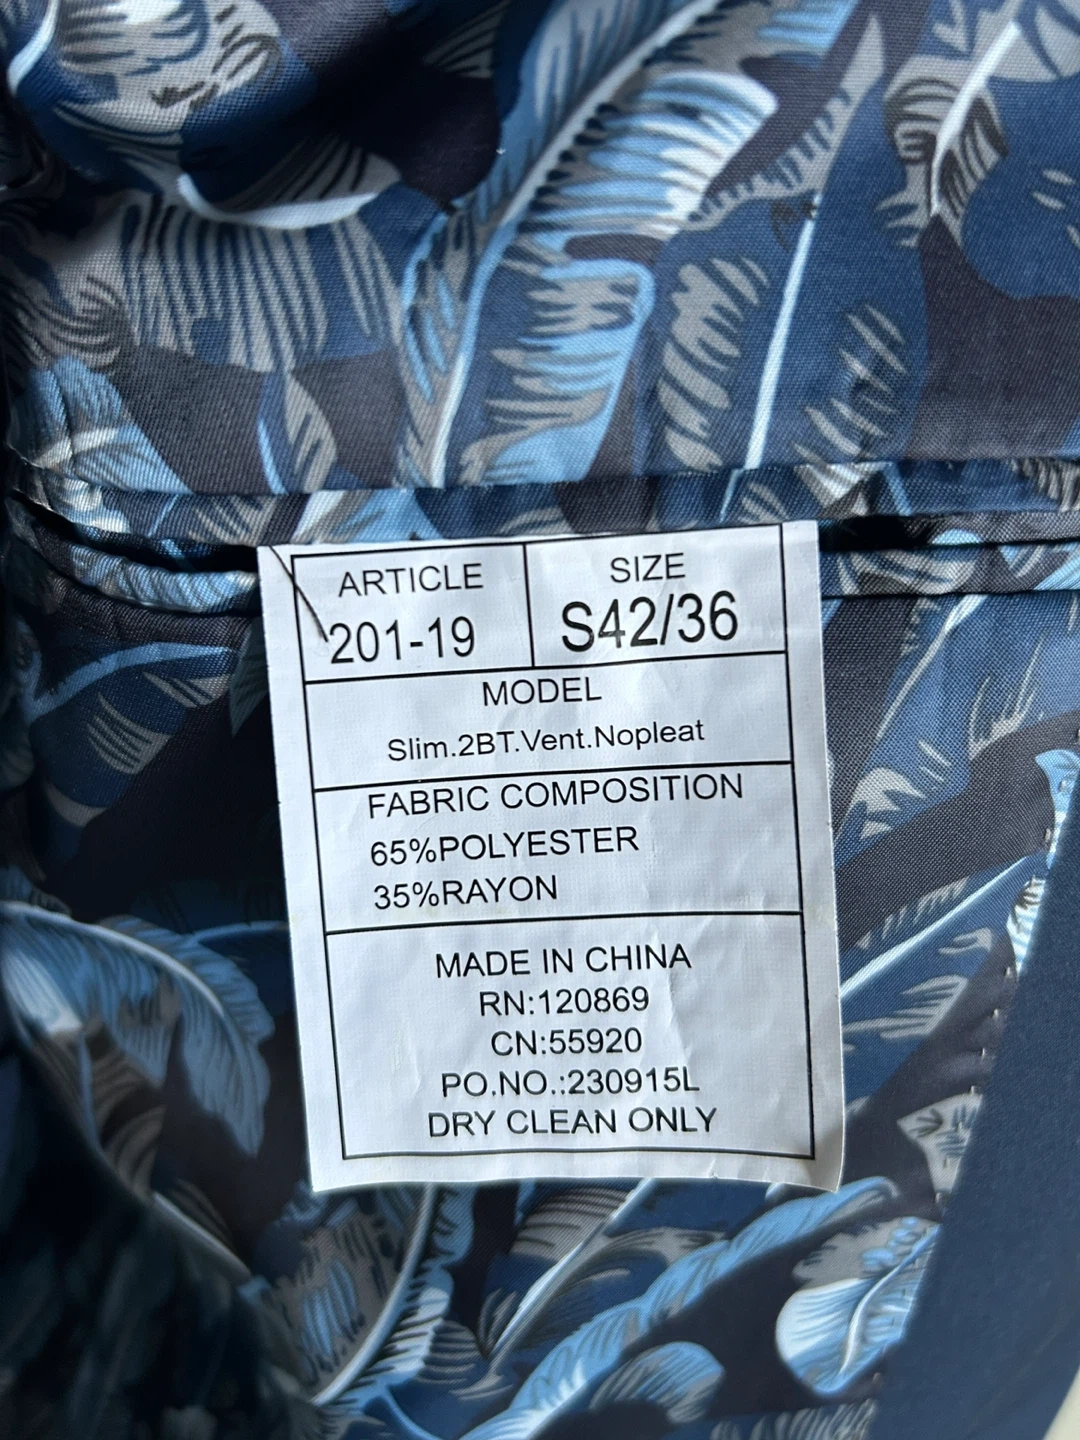 ARTICLE
201-19
SIZE
S42/36
MODEL
Slim.2BT.Vent.Nopleat
FABRIC COMPOSITION
65%POLYESTER
35%RAYON
MADE IN CHINA
RN:120869
CN:55920
PO.NO.:230915L
DRY CLEAN ONLY